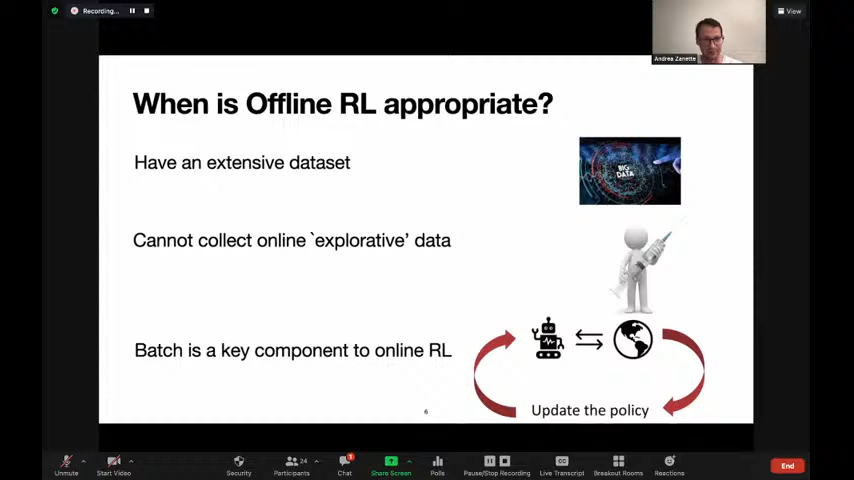 Recording...
View
Andrea Zanette
When is Offline RL appropriate?
Have an extensive dataset
BIG
DATA
Cannot collect online `explorative’ data
Batch is a key component to online RL
Update the policy
6
Unmute
Start Video
Security
24
Participants
1
Chat
Share Screen
Polls
Pause/Stop Recording
CC
Live Transcript
Breakout Rooms
Reactions
End